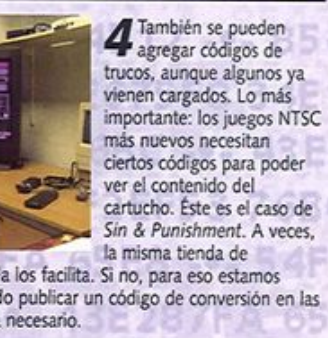 4 También se pueden
agregar códigos de
trucos, aunque algunos ya
vienen cargados. Lo más
importante: los juegos NTSC
más nuevos necesitan
ciertos códigos para poder
ver el contenido del
cartucho. Éste es el caso de
Sin & Punishment. A veces,
la misma tienda de
a los facilita. Si no, para eso estamos
do publicar un código de conversión en las
necesario.